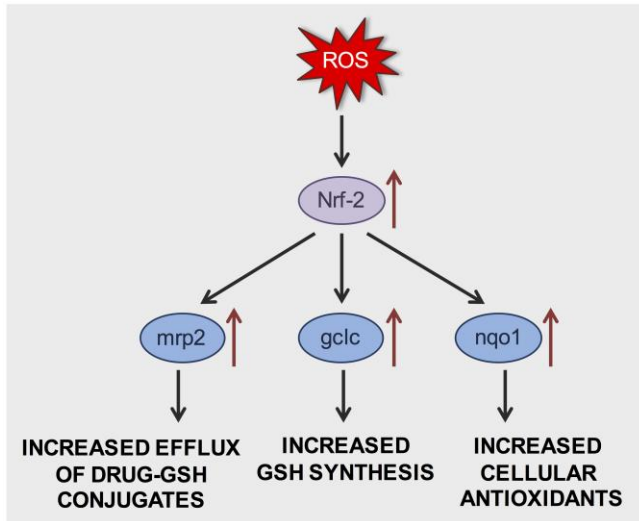 ROS
Nrf-2
mrp2
gclc
nqo1
INCREASED EFFLUX
OF DRUG-GSH
CONJUGATES
INCREASED
GSH SYNTHESIS
INCREASED
CELLULAR
ANTIOXIDANTS